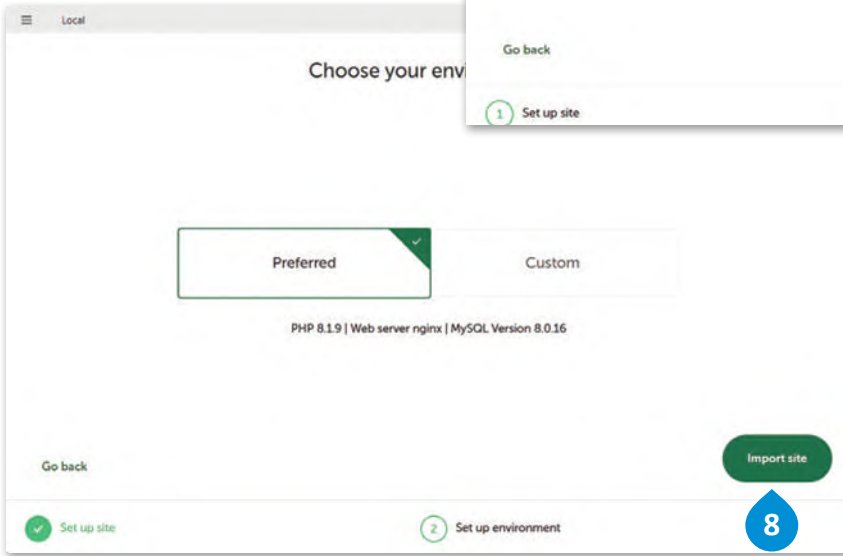 Local
Choose your envi
Go back
1 Set up site
Preferred
Custom
PHP 8.1.9 | Web server nginx | MySQL Version 8.0.16
Go back
Import site
Set up site
2 Set up environment
8